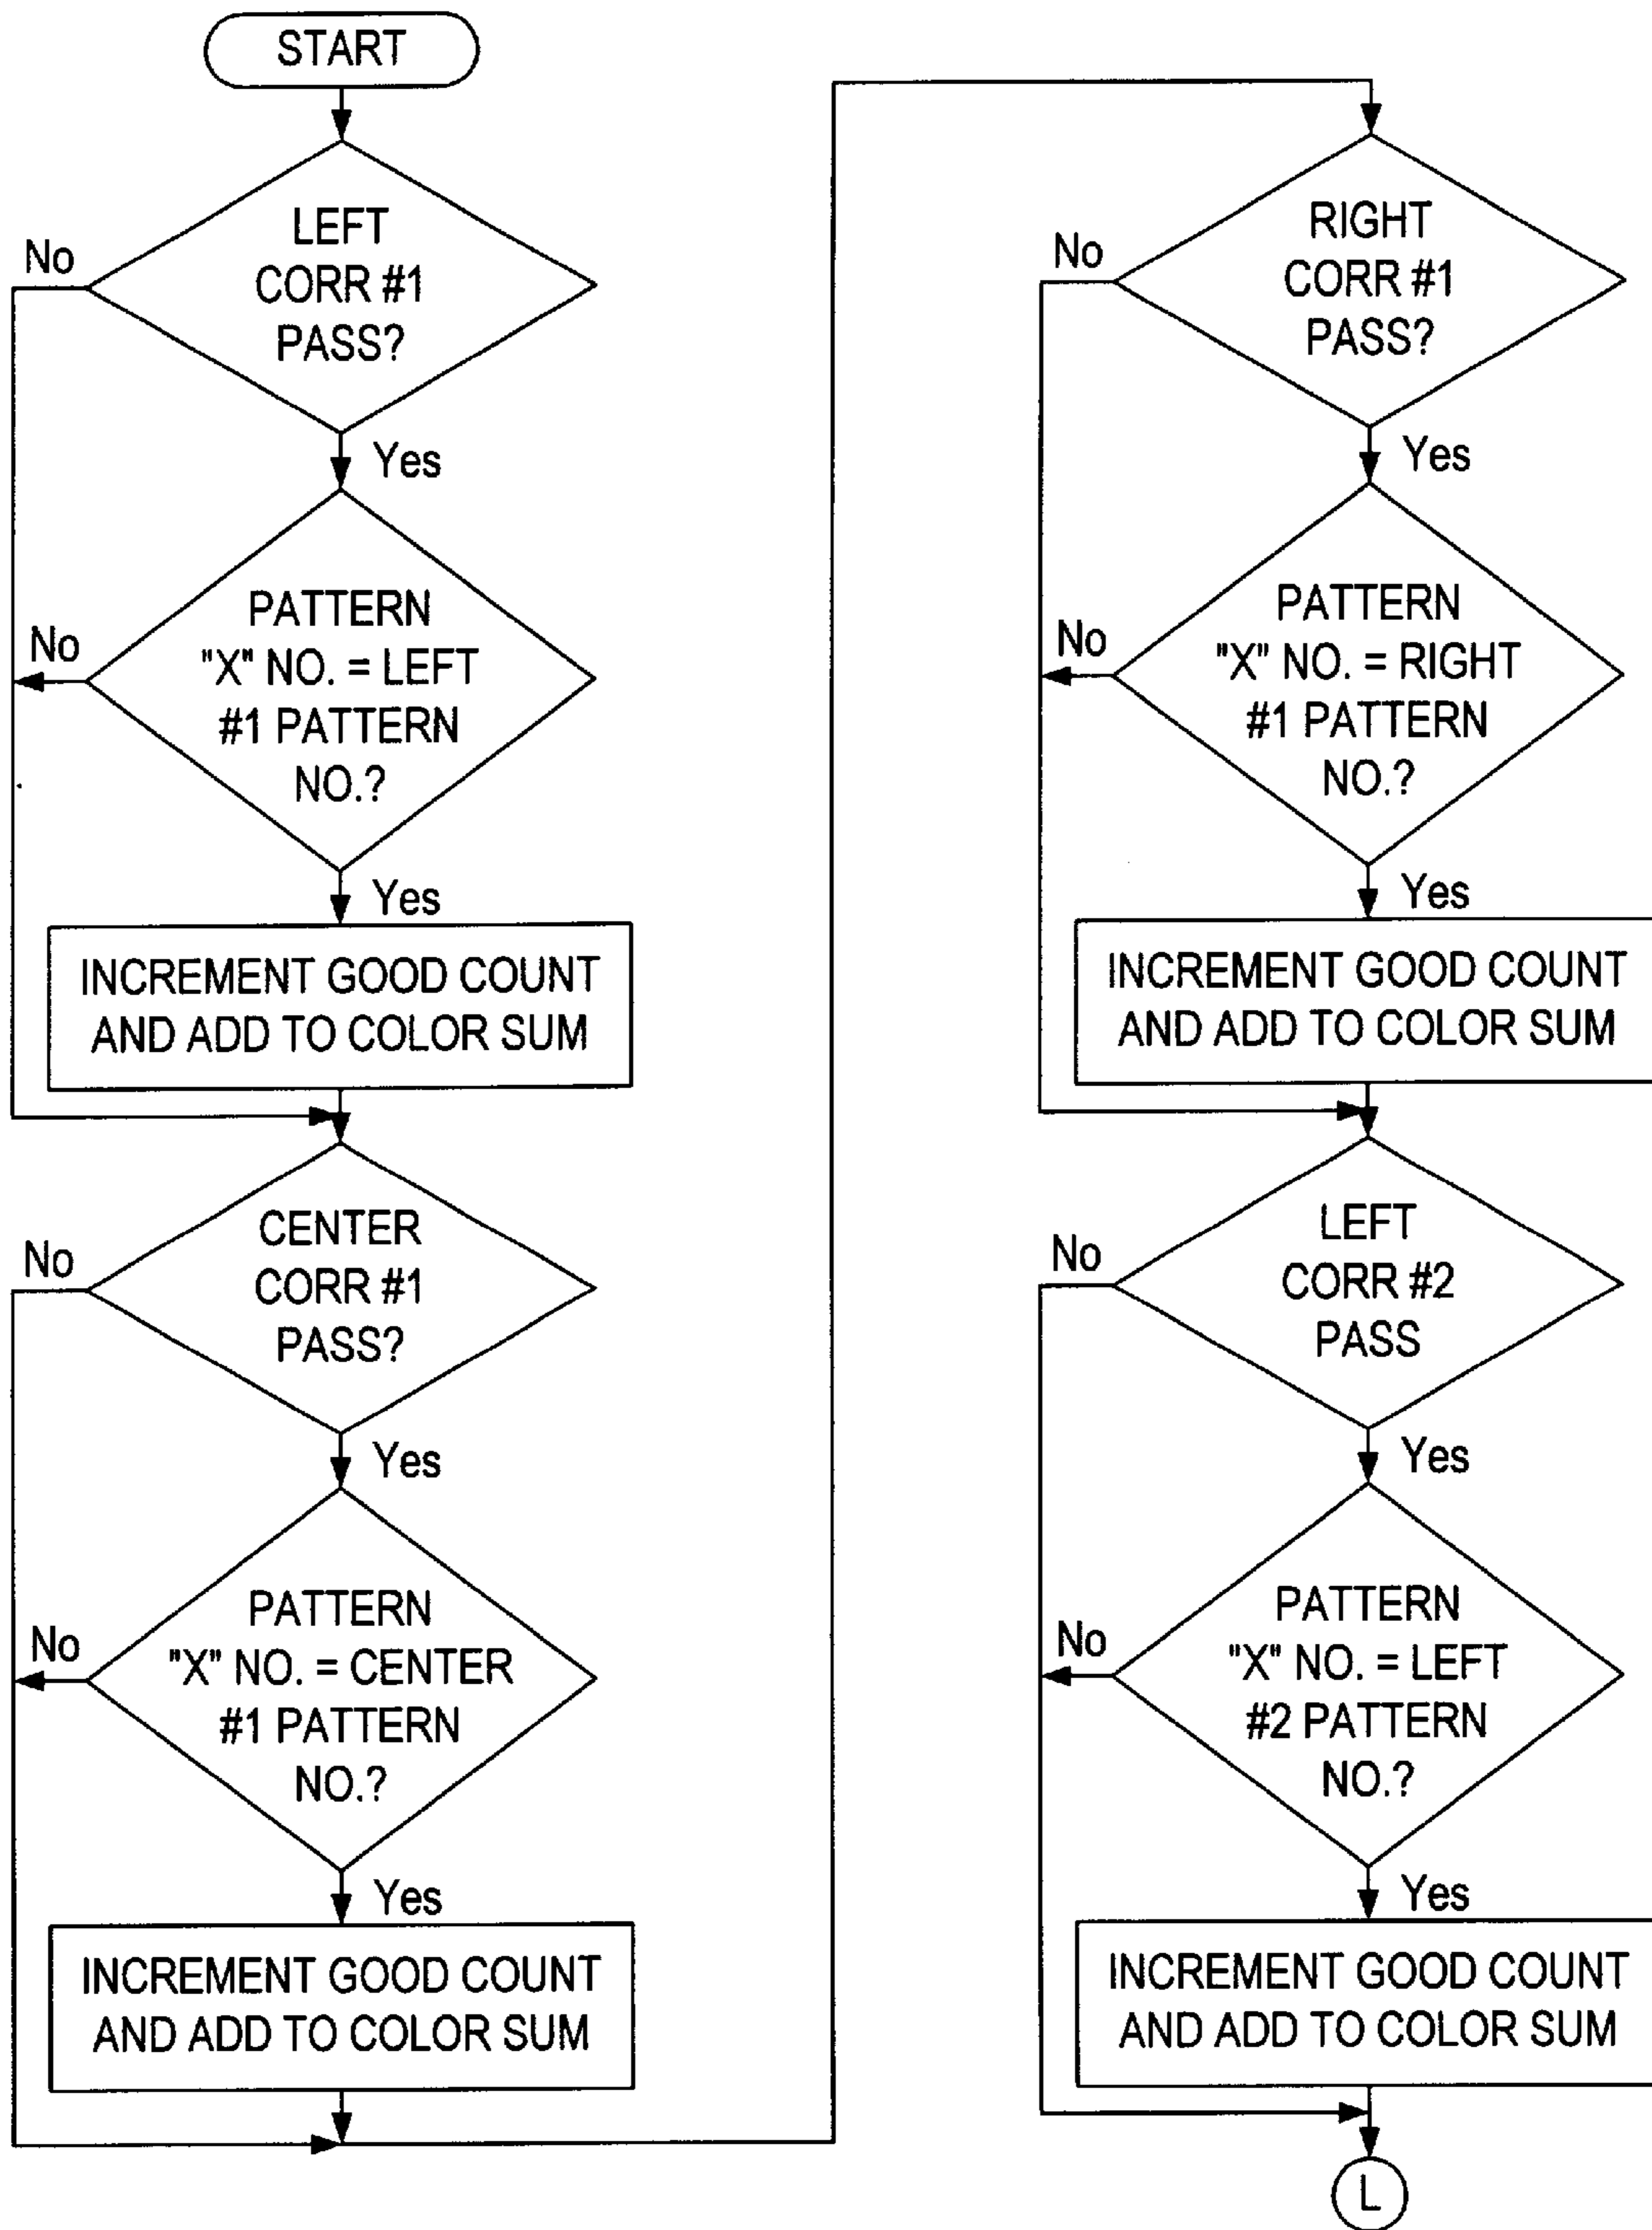 START
LEFT
CORR #1
PASS?
No
Yes
PATTERN
"X" NO. = LEFT
#1 PATTERN
NO.?
No
Yes
INCREMENT GOOD COUNT
AND ADD TO COLOR SUM
CENTER
CORR #1
PASS?
No
Yes
PATTERN
"X" NO. = CENTER
#1 PATTERN
NO.?
No
Yes
INCREMENT GOOD COUNT
AND ADD TO COLOR SUM
RIGHT
CORR #1
PASS?
No
Yes
PATTERN
"X" NO. = RIGHT
#1 PATTERN
NO.?
No
Yes
INCREMENT GOOD COUNT
AND ADD TO COLOR SUM
LEFT
CORR #2
PASS
No
Yes
PATTERN
"X" NO. = LEFT
#2 PATTERN
NO.?
No
Yes
INCREMENT GOOD COUNT
AND ADD TO COLOR SUM
L